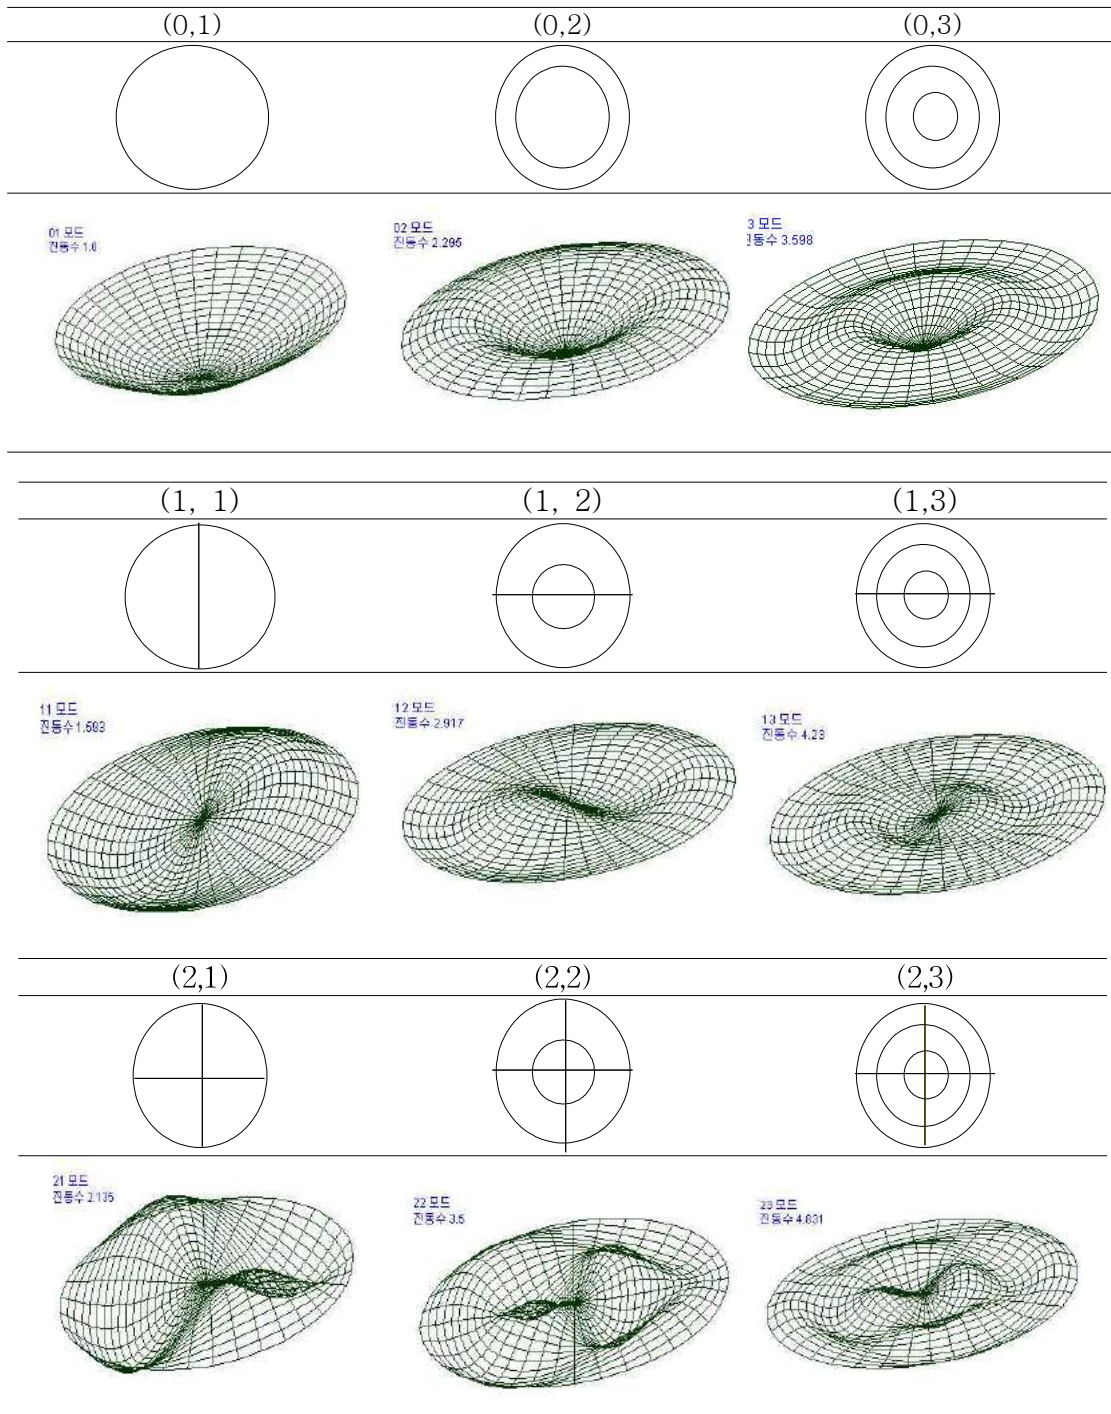 (0,1) (0,2) (0,3)
01 모드
진동수 1.0
02 모드
진동수 2.295
3 모드
진동수 3.598
(1, 1) (1, 2) (1,3)
11 모드
진동수 1.593
12 모드
진동수 2.917
13 모드
진동수 4.23
(2,1) (2,2) (2,3)
21 모드
진동수 2.135
22 모드
진동수 3.5
23 모드
진동수 4.831